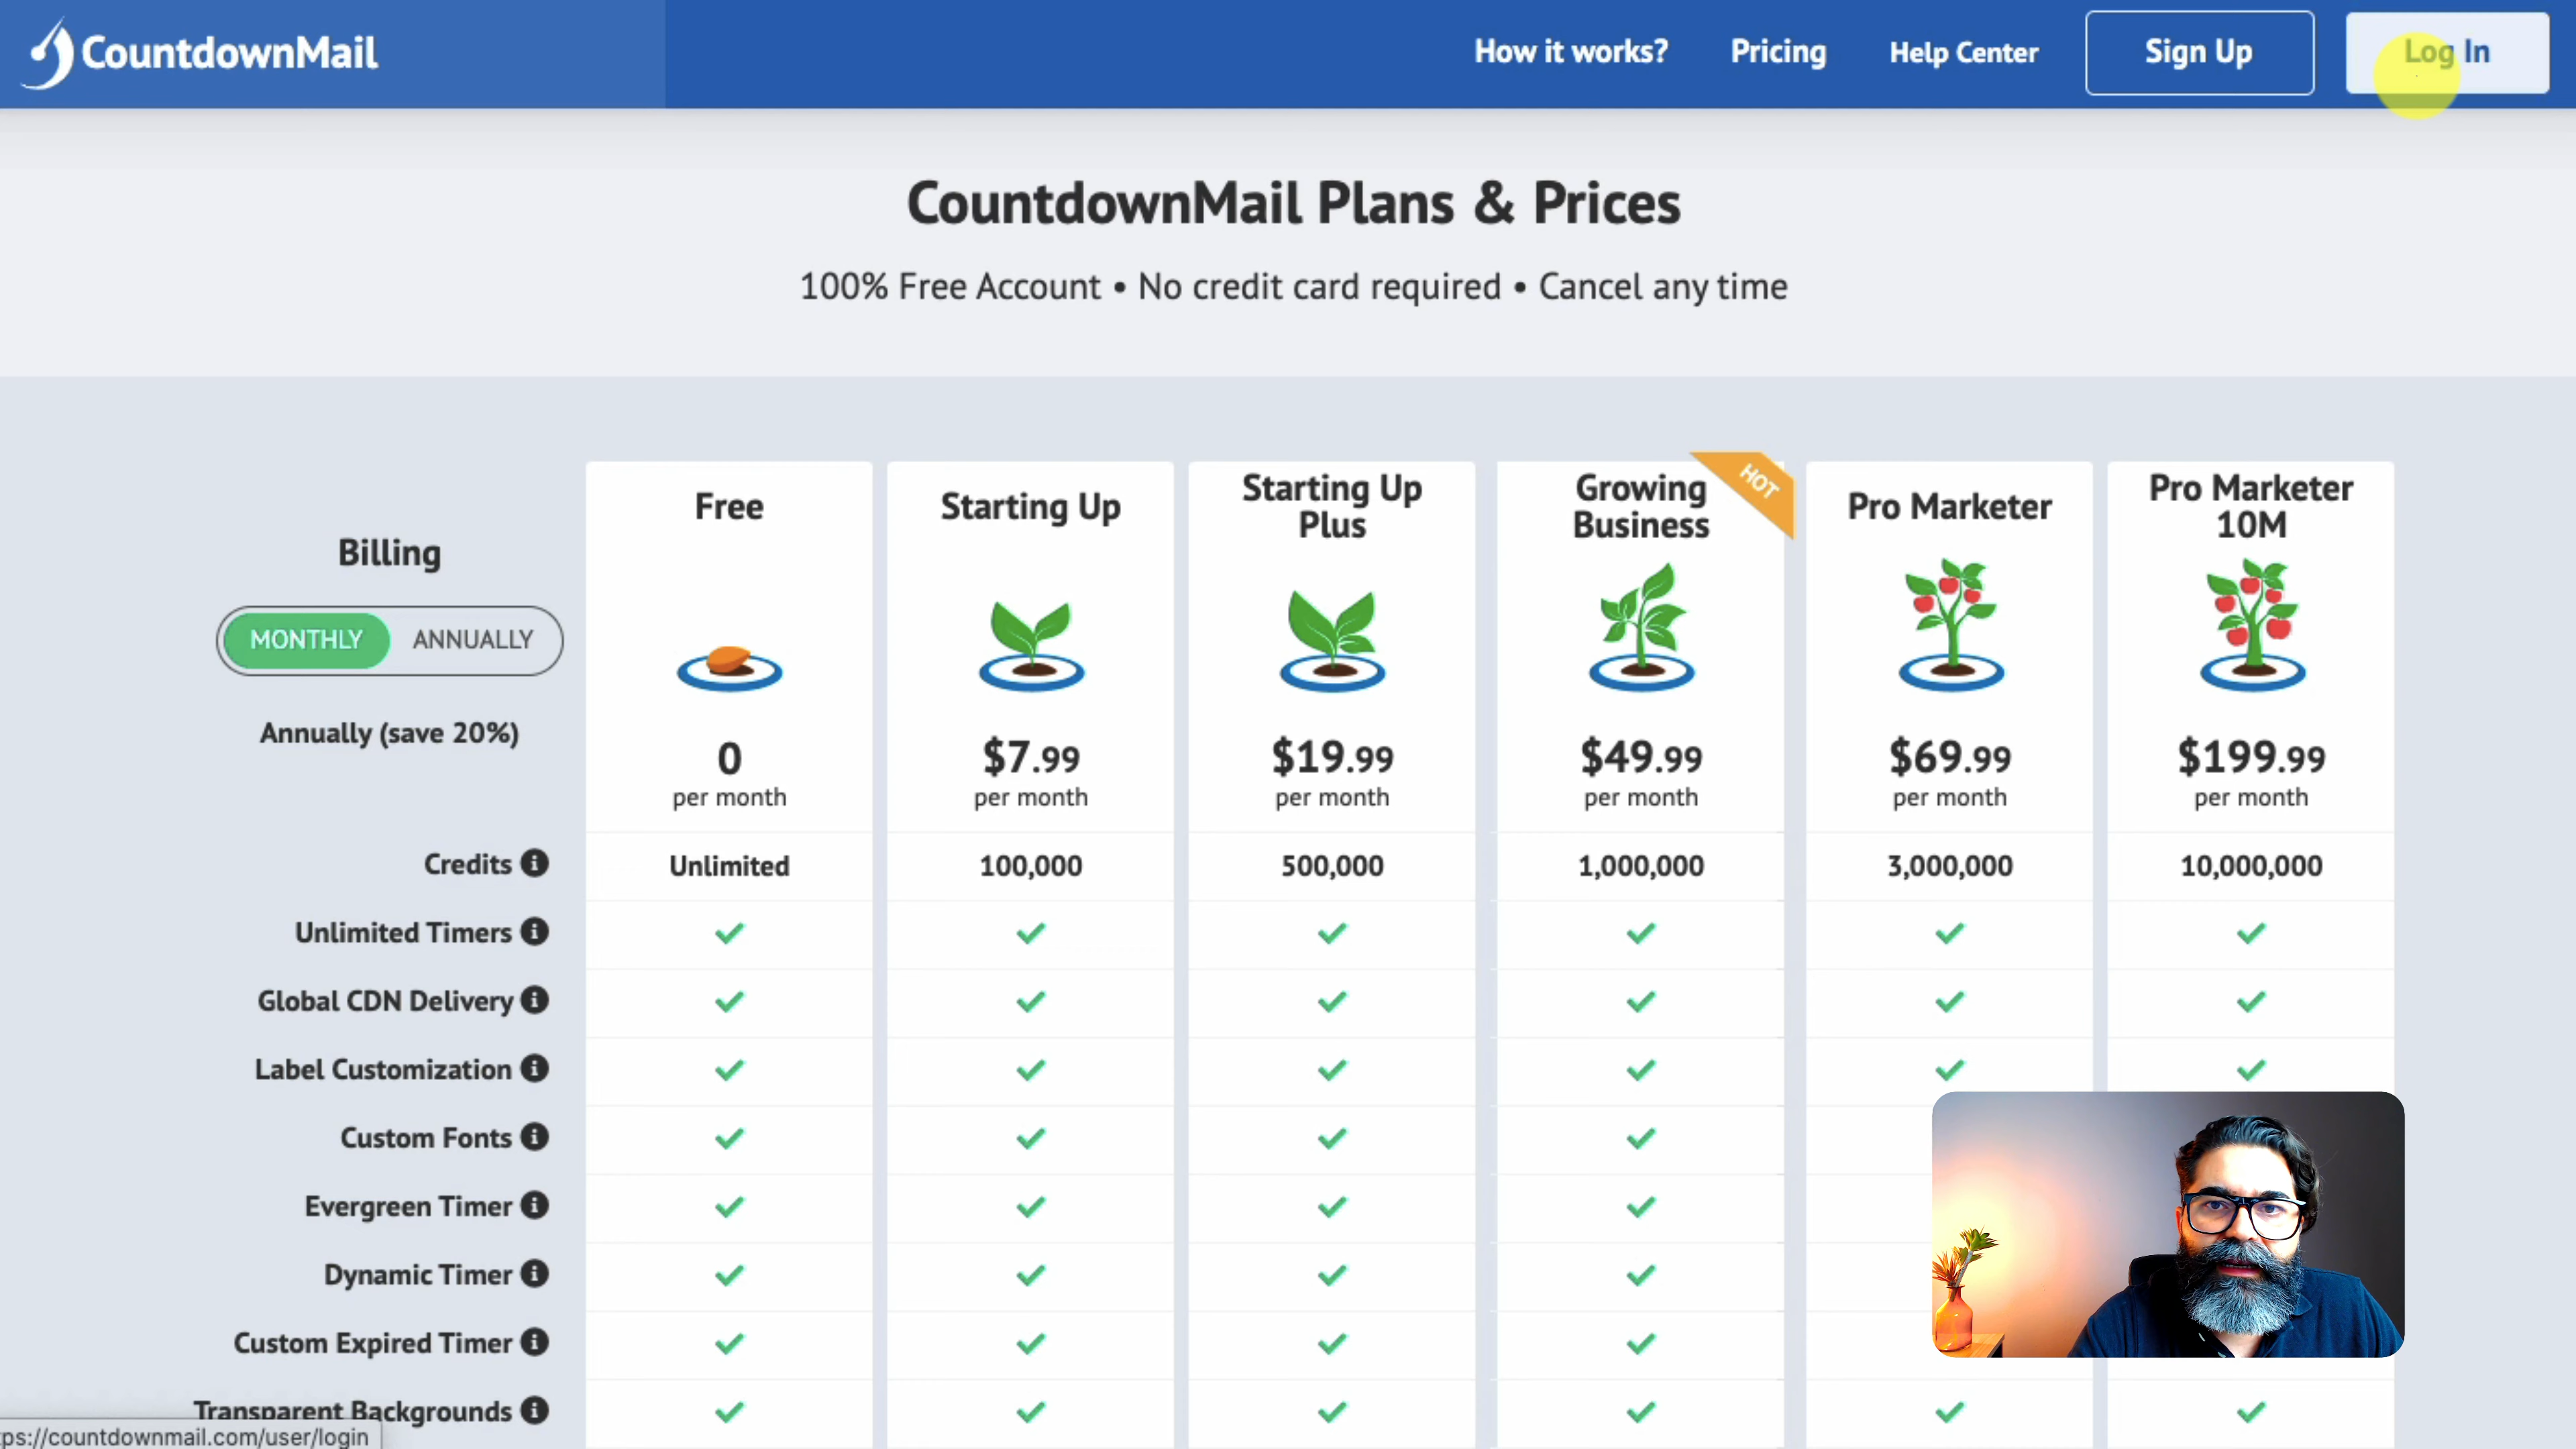 CountdownMail
How it works?
Pricing
Help Center
Sign Up
Log In
CountdownMail Plans & Prices
100% Free Account • No credit card required • Cancel any time
Billing
MONTHLY
ANNUALLY
Annually (save 20%)
Free
Starting Up
Starting Up
Plus
Growing
Business
HOT
Pro Marketer
Pro Marketer
10M
0
per month
$7.99
per month
$19.99
per month
$49.99
per month
$69.99
per month
$199.99
per month
Credits
Unlimited
100,000
500,000
1,000,000
3,000,000
10,000,000
Unlimited Timers
Global CDN Delivery
Label Customization
Custom Fonts
Evergreen Timer
Dynamic Timer
Custom Expired Timer
Transparent Backgrounds
ps://countdownmail.com/user/login